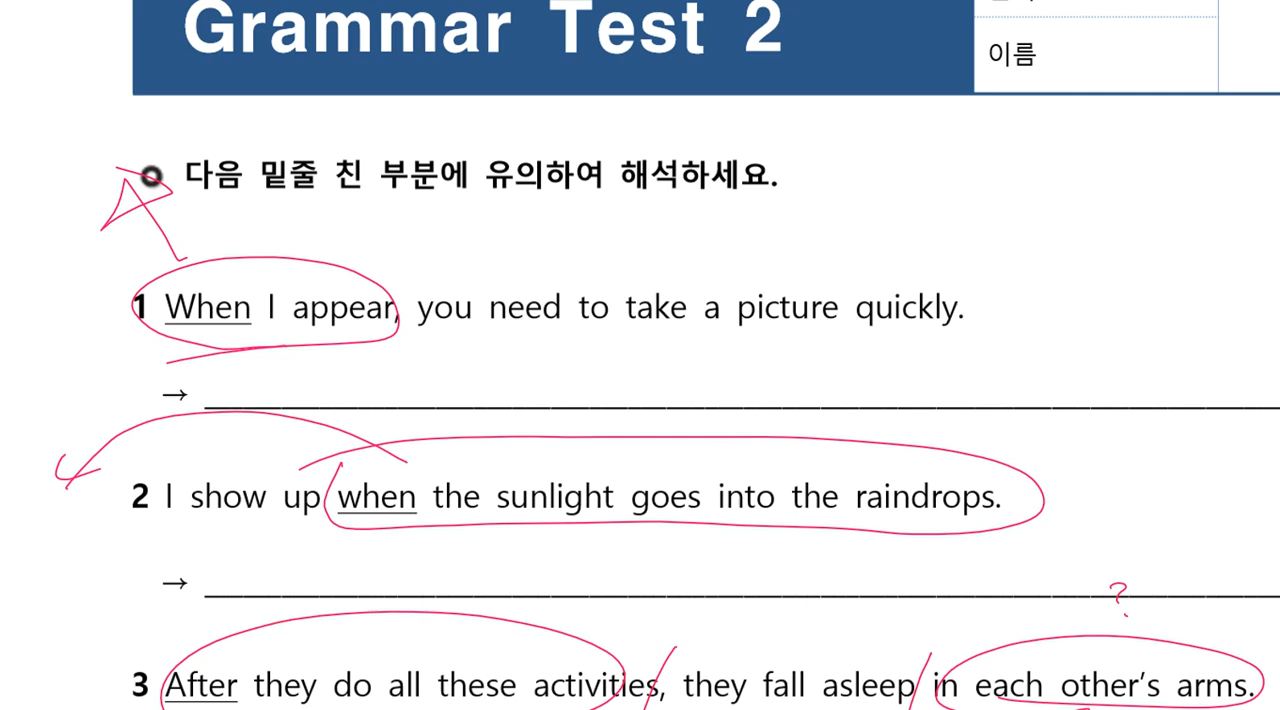 Grammar Test 2
이름
다음 밑줄 친 부분에 유의하여 해석하세요.
1 When I appear, you need to take a picture quickly.
→
2 I show up when the sunlight goes into the raindrops.
→
?
3 After they do all these activities, they fall asleep in each other's arms.